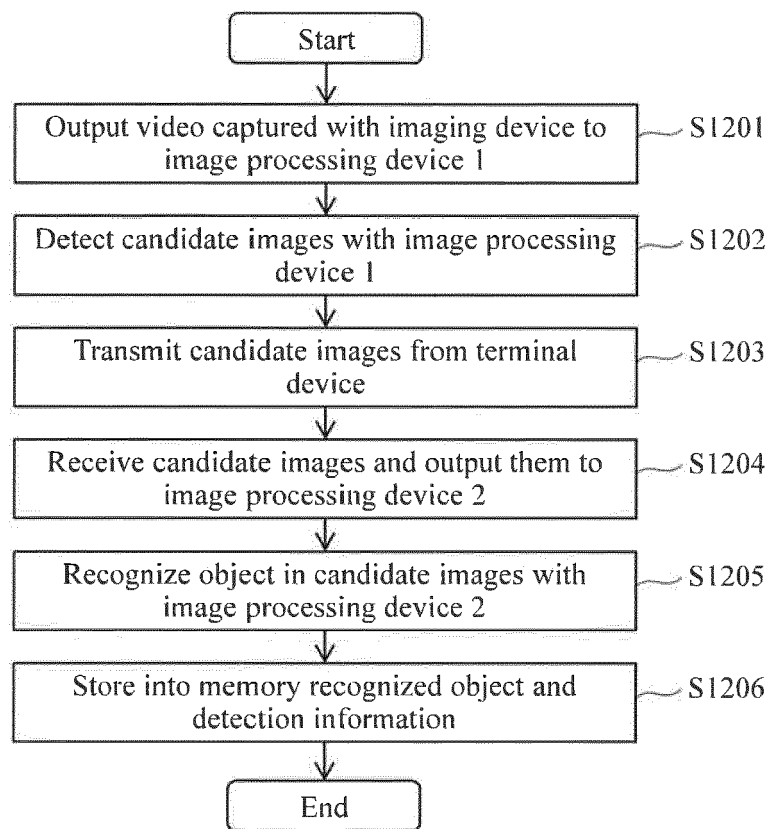 Start
Output video captured with imaging device to
image processing device 1
S1201
Detect candidate images with image processing
device 1
S1202
Transmit candidate images from terminal
device
S1203
Receive candidate images and output them to
image processing device 2
S1204
Recognize object in candidate images with
image processing device 2
S1205
Store into memory recognized object and
detection information
S1206
End